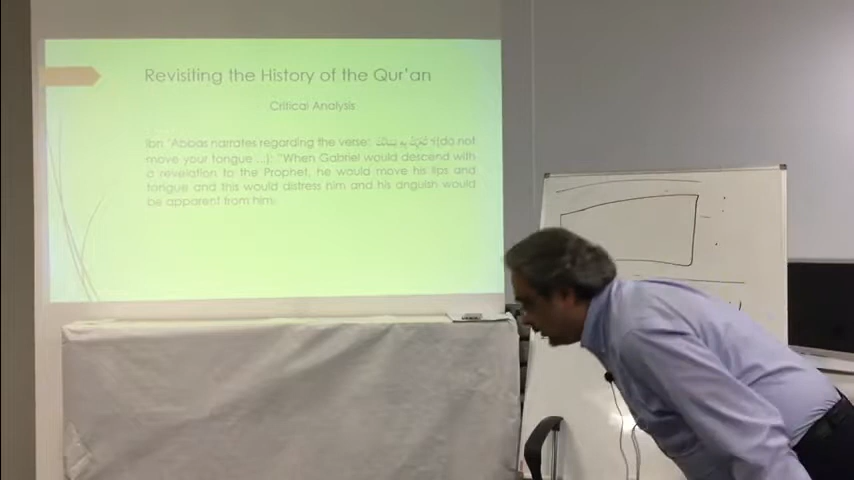 Revisiting the History of the Qur'an
Critical Analysis
Ibn 'Abbas narrates regarding the verse: (do not
move your tongue ...): "When Gabriel would descend with
a revelation to the Prophet, he would move his lips and
tongue and this would distress him and his anguish would
be apparent from him.